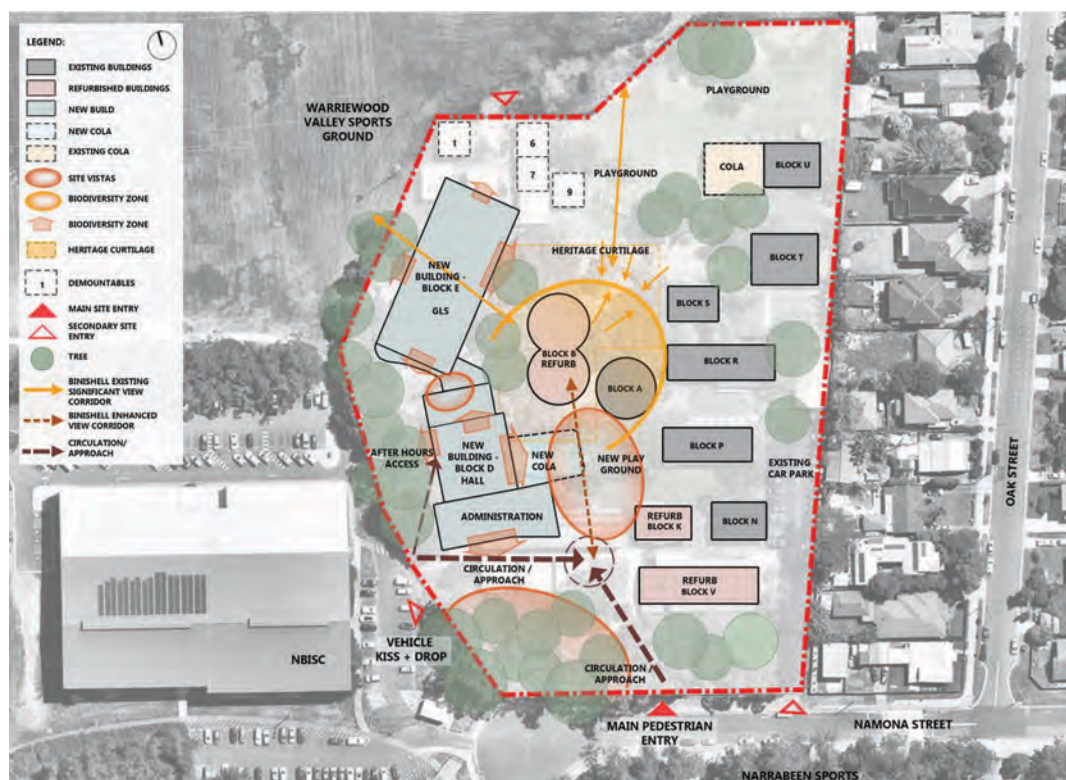 LEGEND:
EXISTING BUILDINGS
REFURBISHED BUILDINGS
NEW BUILD
NEW COLA
EXISTING COLA
SITE VISTAS
BIODIVERSITY ZONE
BIODIVERSITY ZONE
HERITAGE CURTILAGE
1
DEMOUNTABLES
MAIN SITE ENTRY
SECONDARY SITE
ENTRY
TREE
BINISHELL EXISTING
SIGNIFICANT VIEW
CORRIDOR
BINISHELL ENHANCED
VIEW CORRIDOR
CIRCULATION/
APPROACH
WARRIEWOOD
VALLEY SPORTS
GROUND
PLAYGROUND
1
6
7
9
PLAYGROUND
COLA
BLOCK U
HERITAGE CURTILAGE
BLOCK T
NEW
BUILDING -
BLOCK E
GLS
BLOCK S
BLOCK B
REFURB
BLOCK R
BLOCK A
AFTER HOURS
ACCESS
NEW
BUILDING -
BLOCK D
HALL
NEW
COLA
NEW PLAY
GROUND
BLOCK P
EXISTING
CAR PARK
OAK STREET
ADMINISTRATION
REFURB
BLOCK K
BLOCK N
CIRCULATION /
APPROACH
REFURB
BLOCK V
NBISC
VEHICLE
KISS + DROP
CIRCULATION /
APPROACH
MAIN PEDESTRIAN
ENTRY
NAMONA STREET
NARRABEEN SPORTS